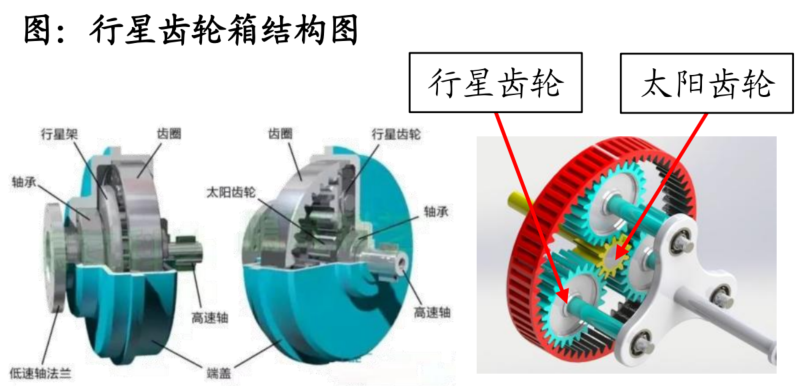 图：行星齿轮箱结构图
行星齿轮
太阳齿轮
行星架
齿圈
轴承
高速轴
低速轴法兰
齿圈
行星齿轮
太阳齿轮
轴承
高速轴
端盖